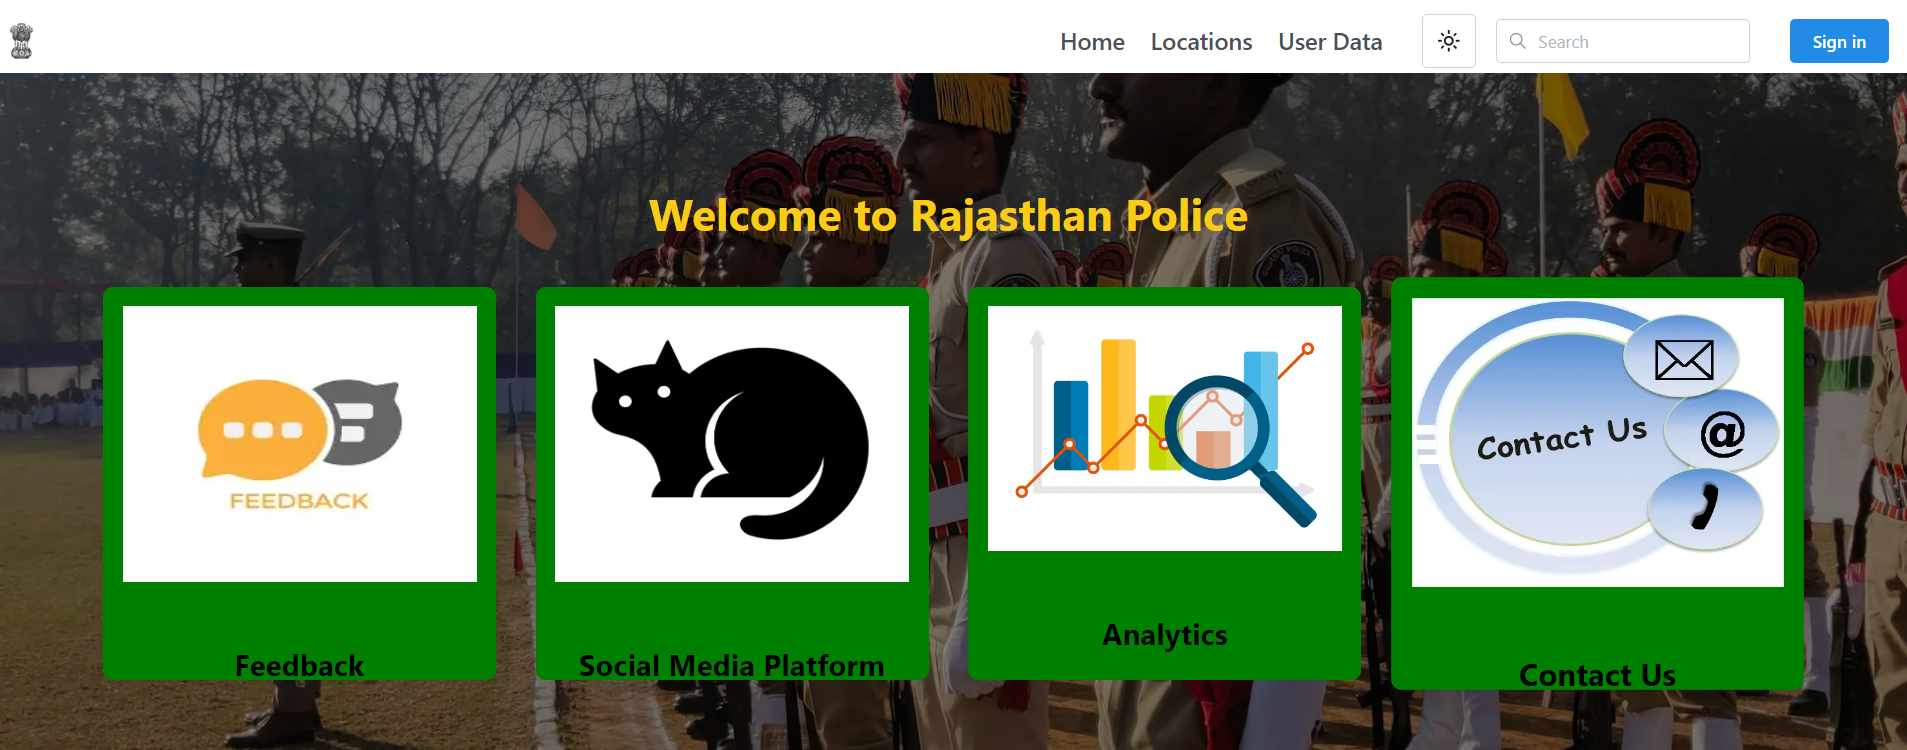 Home Locations User Data Search Sign in
Welcome to Rajasthan Police
FEEDBACK
Contact Us
@
Feedback
Social Media Platform
Analytics
Contact Us